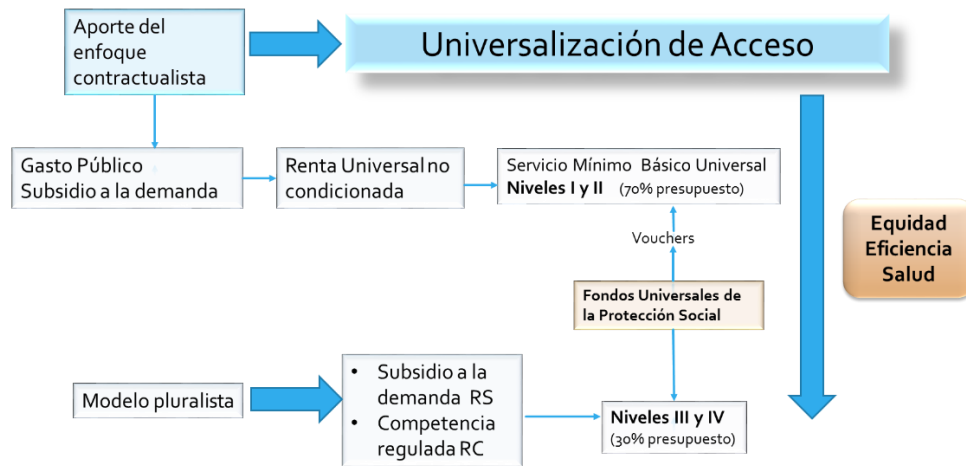 Aporte del
enfoque
contractualista
Universalización de Acceso
Gasto Público
Subsidio a la demanda
Renta Universal no
condicionada
Servicio Mínimo Básico Universal
Niveles I y II (70% presupuesto)
Vouchers
Equidad
Eficiencia
Salud
Fondos Universales de
la Protección Social
Modelo pluralista
• Subsidio a la
demanda RS
• Competencia
regulada RC
Niveles III y IV
(30% presupuesto)